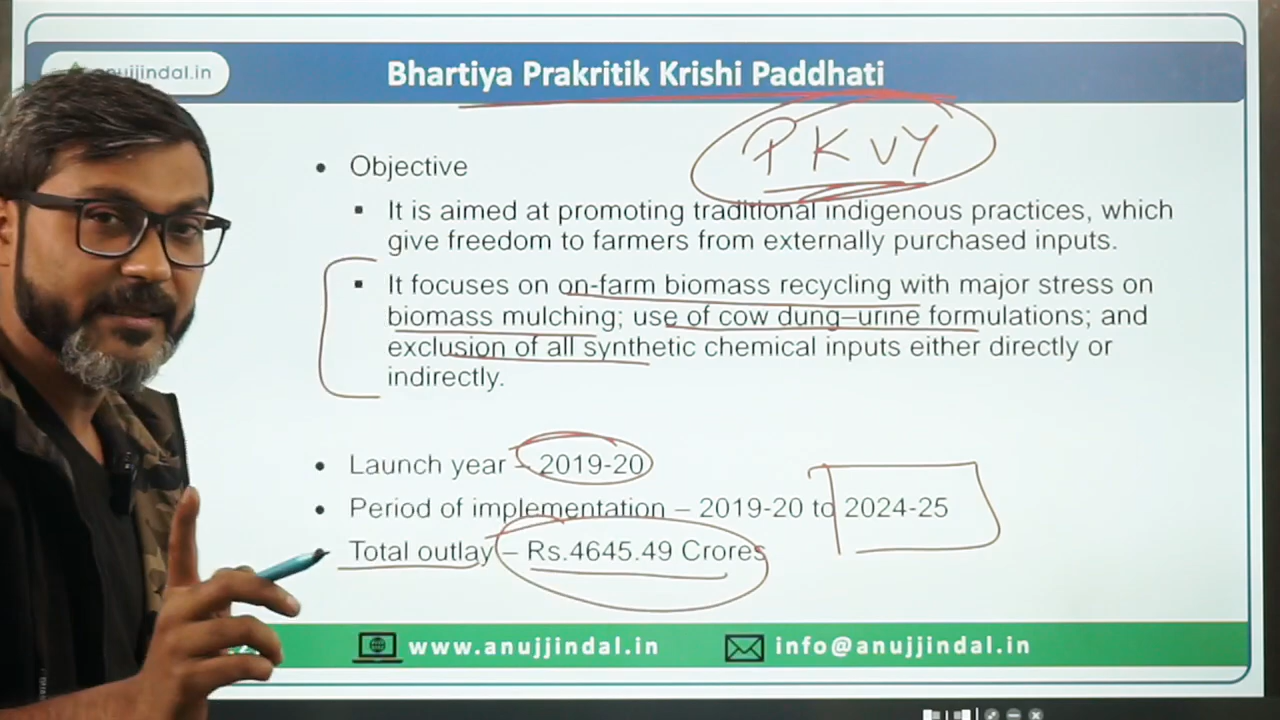 anujjindal.in
Bhartiya Prakritik Krishi Paddhati
PKVY
• Objective
▪ It is aimed at promoting traditional indigenous practices, which
give freedom to farmers from externally purchased inputs.
▪ It focuses on on-farm biomass recycling with major stress on
biomass mulching; use of cow dung–urine formulations; and
exclusion of all synthetic chemical inputs either directly or
indirectly.
• Launch year – 2019-20
• Period of implementation – 2019-20 to 2024-25
• Total outlay – Rs.4645.49 Crores
www.anujjindal.in info@anujjindal.in